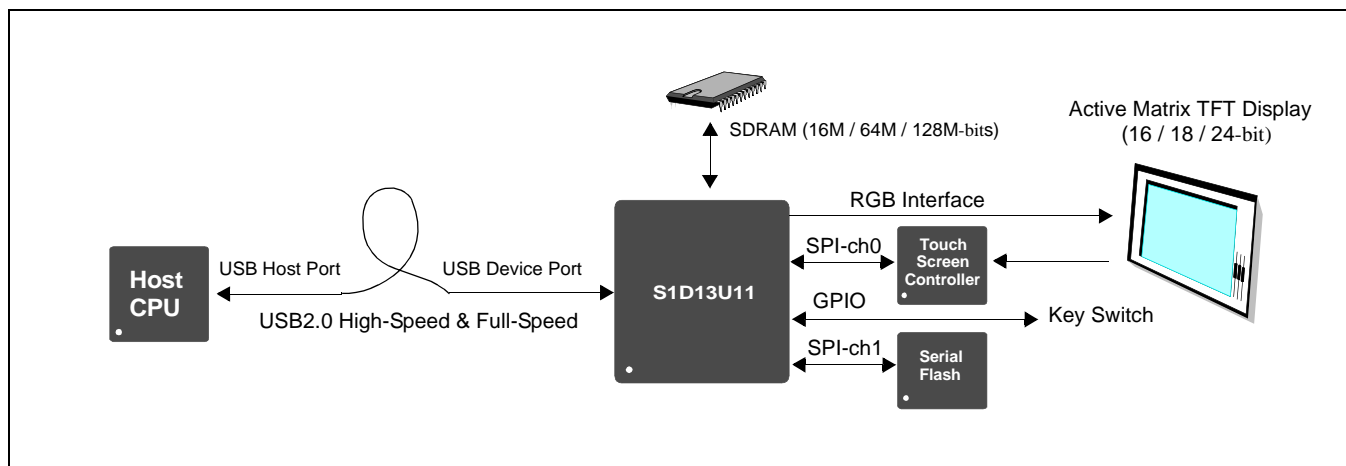 SDRAM (16M / 64M / 128M-bits)
Active Matrix TFT Display
(16 / 18 / 24-bit)
RGB Interface
Host
CPU
USB Host Port
USB Device Port
USB2.0 High-Speed & Full-Speed
S1D13U11
SPI-ch0
Touch
Screen
Controller
GPIO
Key Switch
SPI-ch1
Serial
Flash